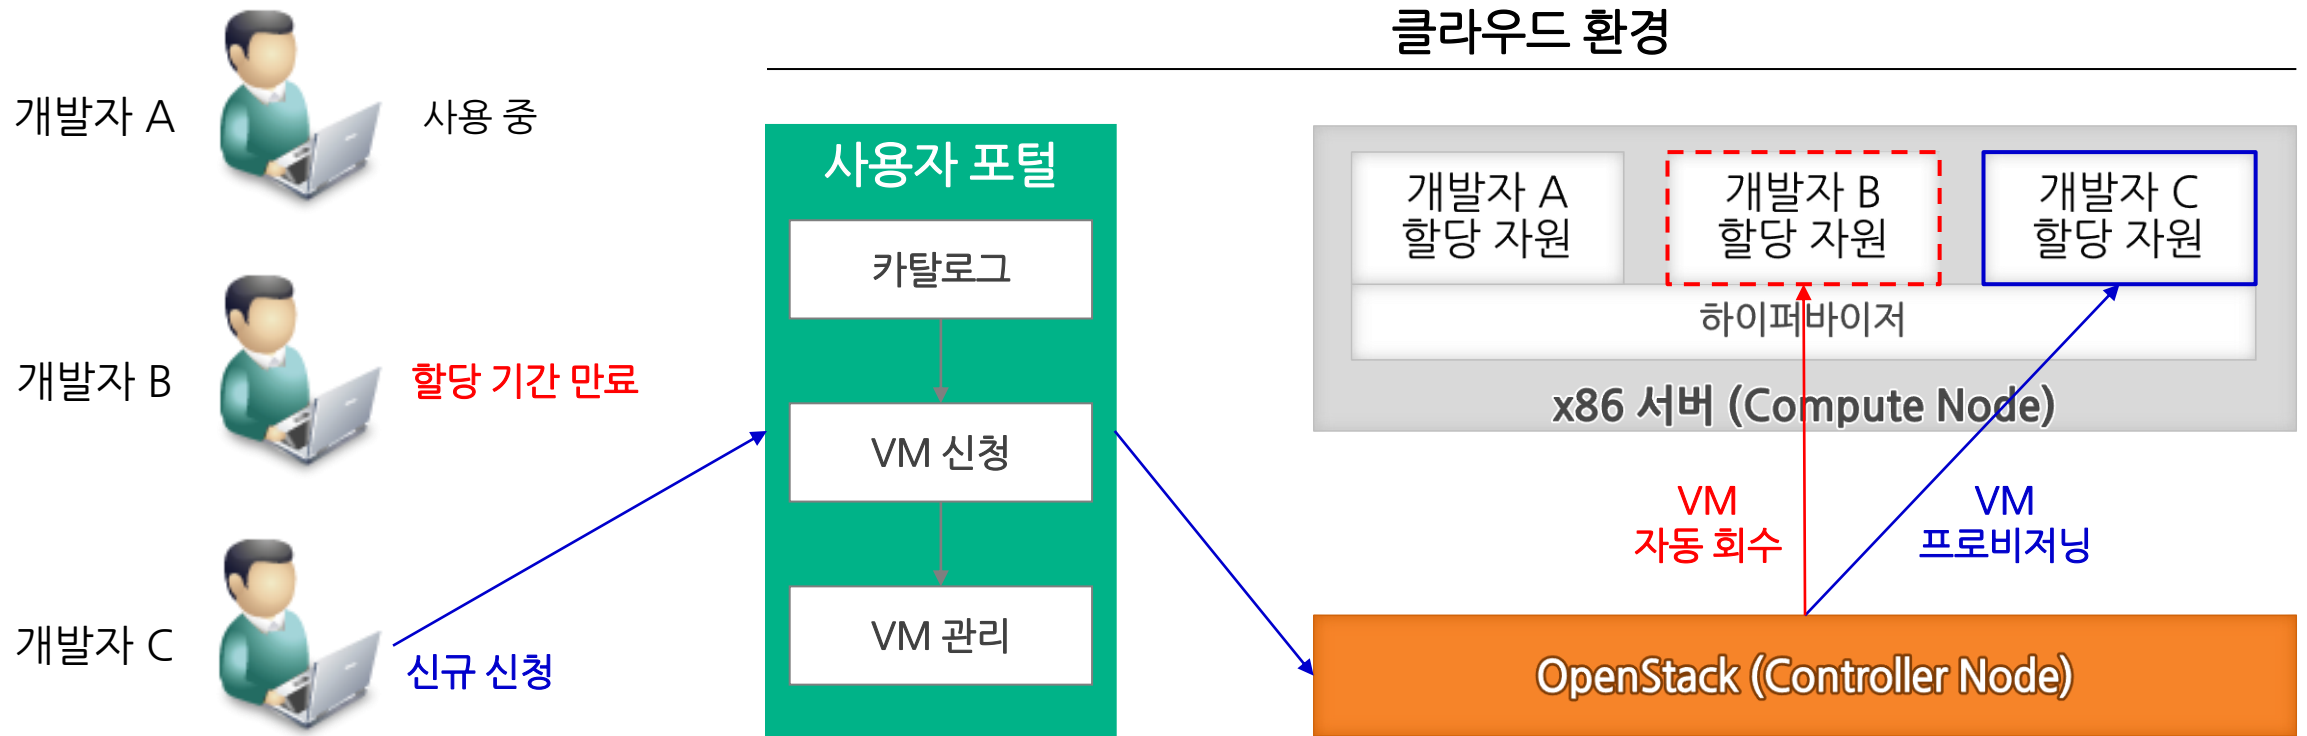 클라우드 환경
개발자 A
사용 중
개발자 B
할당 기간 만료
개발자 C
신규 신청
사용자 포털
카탈로그
VM 신청
VM 관리
개발자 A
할당 자원
개발자 B
할당 자원
개발자 C
할당 자원
하이퍼바이저
x86 서버 (Compute Node)
VM
자동 회수
VM
프로비저닝
OpenStack (Controller Node)